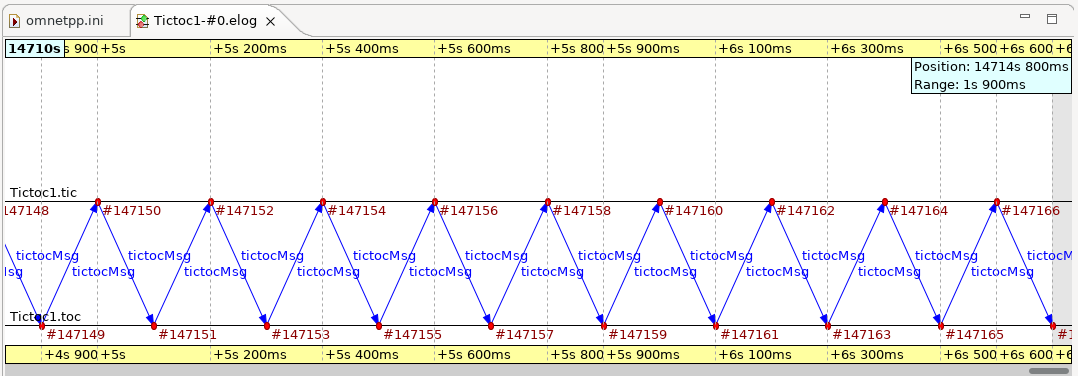 omnetpp.ini Tictoc1-#0.elog
14710s s 900 +5s +5s 200ms +5s 400ms +5s 600ms +5s 800 +5s 900ms +6s 100ms +6s 300ms +6s 500 +6s 600 +6
Position: 14714s 800ms
Range: 1s 900ms
Tictoc1.tic
147148 #147150 #147152 #147154 #147156 #147158 #147160 #147162 #147164 #147166
tictocMsg tictocMsg tictocMsg tictocMsg tictocMsg tictocMsg tictocMsg tictocMsg tictocMsg tictocM
Msg tictocMsg tictocMsg tictocMsg tictocMsg tictocMsg tictocMsg tictocMsg tictocMsg tictocMsg
Tictoc1.toc
#147149 #147151 #147153 #147155 #147157 #147159 #147161 #147163 #147165 #1
+4s 900 +5s +5s 200ms +5s 400ms +5s 600ms +5s 800 +5s 900ms +6s 100ms +6s 300ms +6s 500 +6s 600 +6